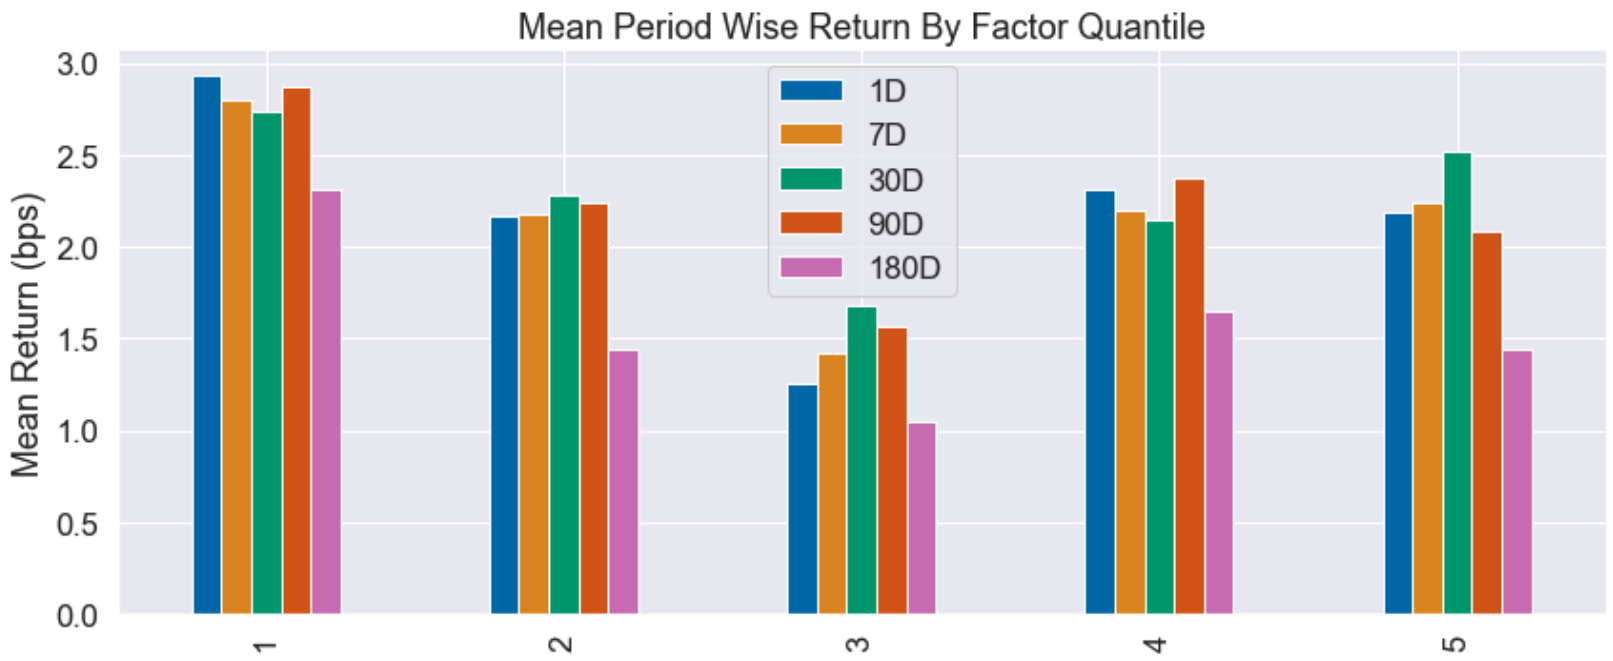 Mean Period Wise Return By Factor Quantile
Mean Return (bps)
3.0
2.5
2.0
1.5
1.0
0.5
0.0
1D
7D
30D
90D
180D
1
2
3
4
5